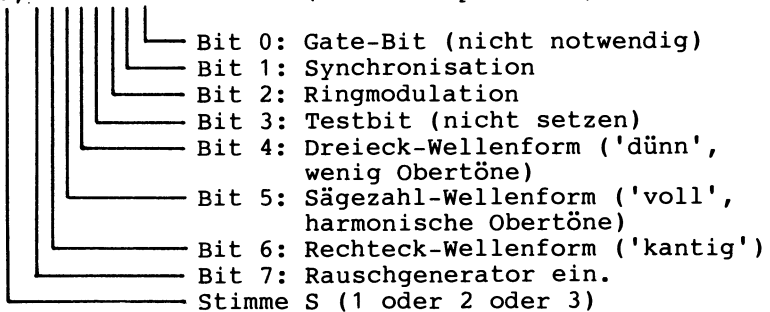 Bit 0: Gate-Bit (nicht notwendig)
Bit 1: Synchronisation
Bit 2: Ringmodulation
Bit 3: Testbit (nicht setzen)
Bit 4: Dreieck-Wellenform ('dünn',
wenig Obertöne)
Bit 5: Sägezahl-Wellenform ('voll',
harmonische Obertöne)
Bit 6: Rechteck-Wellenform ('kantig')
Bit 7: Rauschgenerator ein.
Stimme S (1 oder 2 oder 3)